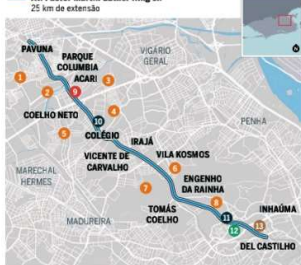 25 km de extensão
PAVUNA
VIGÁRIO
GERAL
PARQUE
COLUMBIA
ACARI
1
2
3
9
COELHO NETO
4
10
5
COLÉGIO
PENHA
IRAJÁ
VICENTE DE
CARVALHO
VILA KOSMOS
MARECHAL
HERMES
6
7
ENGENHO
DA RAINHA
MADUREIRA
TOMÁS
COELHO
8
INHAÚMA
11
12
13
DEL CASTILHO